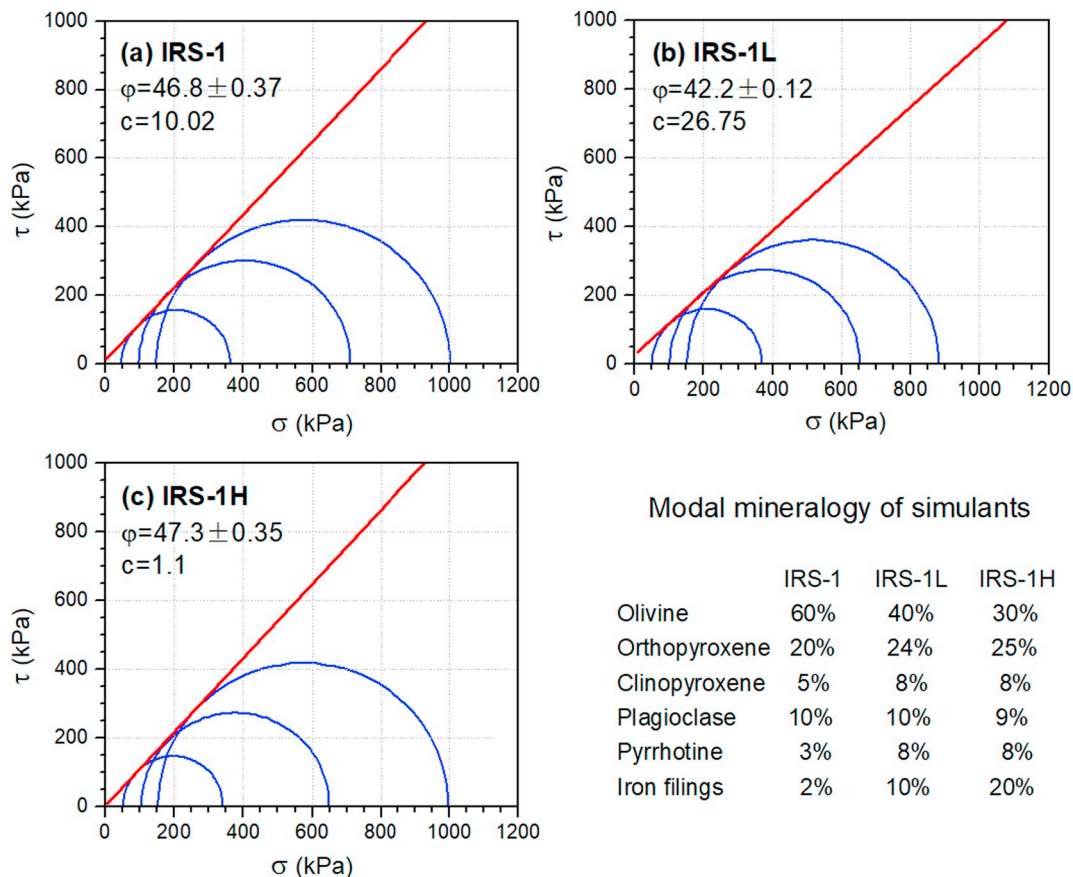 (a) IRS-1
φ=46.8±0.37
c=10.02
1000
800
600
400
200
0
0 200 400 600 800 1000 1200
τ (kPa)
σ (kPa)
(b) IRS-1L
φ=42.2±0.12
c=26.75
1000
800
600
400
200
0
0 200 400 600 800 1000 1200
τ (kPa)
σ (kPa)
(c) IRS-1H
φ=47.3±0.35
c=1.1
1000
800
600
400
200
0
0 200 400 600 800 1000 1200
τ (kPa)
σ (kPa)
Modal mineralogy of simulants
IRS-1 IRS-1L IRS-1H
Olivine 60% 40% 30%
Orthopyroxene 20% 24% 25%
Clinopyroxene 5% 8% 8%
Plagioclase 10% 10% 9%
Pyrrhotine 3% 8% 8%
Iron filings 2% 10% 20%